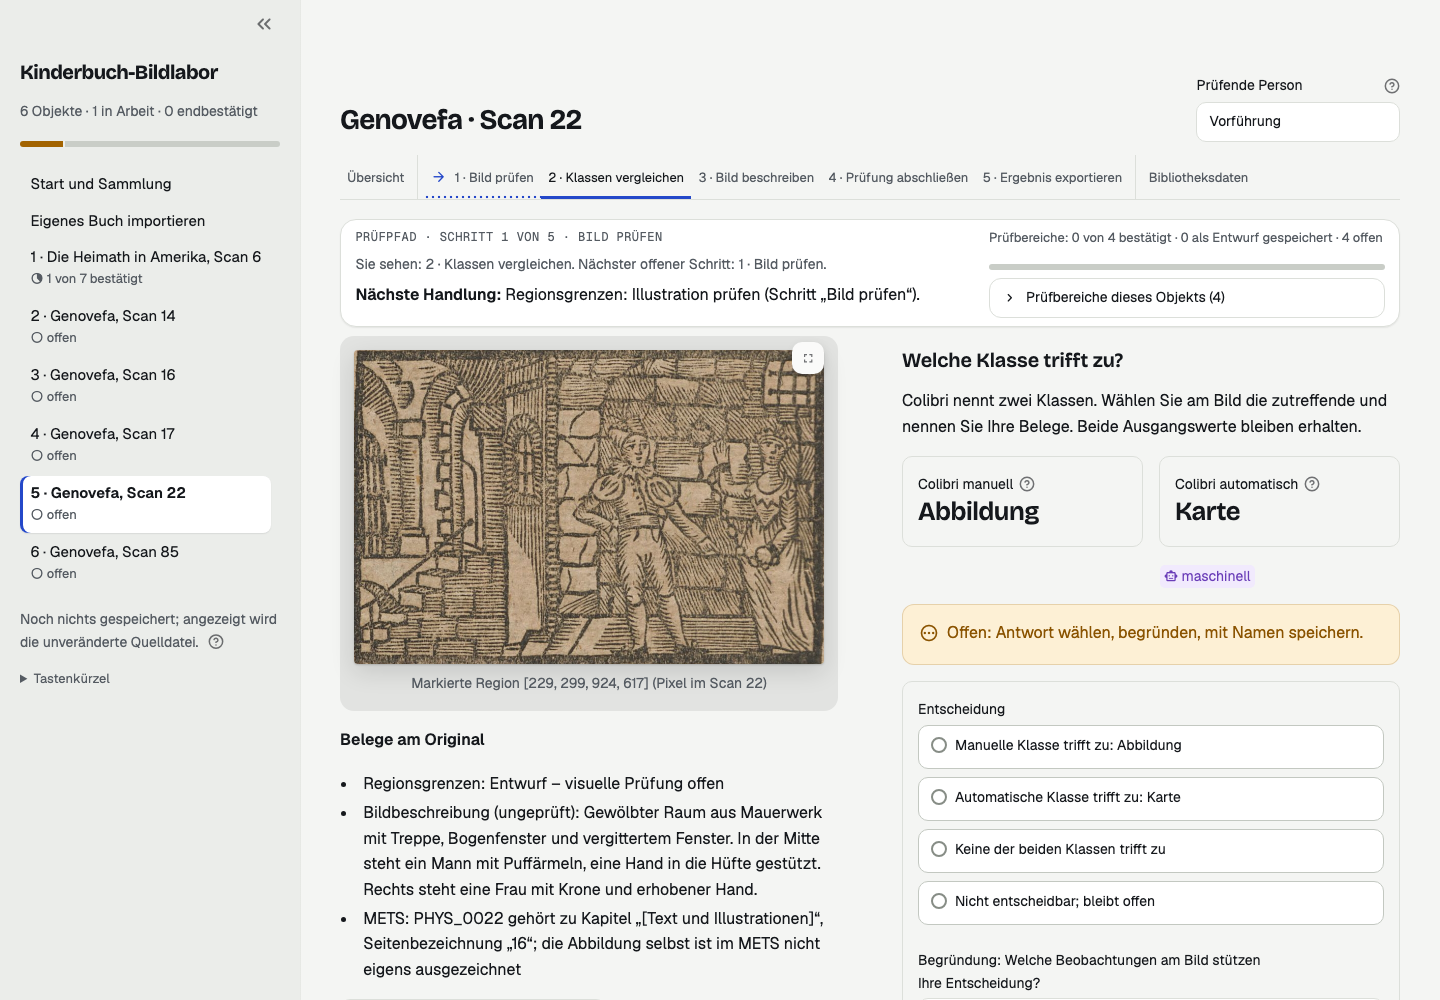 Kinderbuch-Bildlabor
6 Objekte · 1 in Arbeit · 0 endbestätigt
Start und Sammlung
Eigenes Buch importieren
1 · Die Heimath in Amerika, Scan 6
1 von 7 bestätigt
2 · Genovefa, Scan 14
offen
3 · Genovefa, Scan 16
offen
4 · Genovefa, Scan 17
offen
5 · Genovefa, Scan 22
offen
6 · Genovefa, Scan 85
offen
Noch nichts gespeichert; angezeigt wird
die unveränderte Quelldatei.
Tastenkürzel
Prüfende Person
Vorführung
Genovefa · Scan 22
Übersicht
1 · Bild prüfen
2 · Klassen vergleichen
3 · Bild beschreiben
4 · Prüfung abschließen
5 · Ergebnis exportieren
Bibliotheksdaten
PRÜFPFAD · SCHRITT 1 VON 5 · BILD PRÜFEN
Sie sehen: 2 · Klassen vergleichen. Nächster offener Schritt: 1 · Bild prüfen.
Nächste Handlung: Regionsgrenzen: Illustration prüfen (Schritt „Bild prüfen“).
Prüfbereiche: 0 von 4 bestätigt · 0 als Entwurf gespeichert · 4 offen
Prüfbereiche dieses Objekts (4)
Markierte Region [229, 299, 924, 617] (Pixel im Scan 22)
Belege am Original
• Regionsgrenzen: Entwurf – visuelle Prüfung offen
• Bildbeschreibung (ungeprüft): Gewölbter Raum aus Mauerwerk
mit Treppe, Bogenfenster und vergittertem Fenster. In der Mitte
steht ein Mann mit Puffärmeln, eine Hand in die Hüfte gestützt.
Rechts steht eine Frau mit Krone und erhobener Hand.
• METS: PHYS_0022 gehört zu Kapitel „[Text und Illustrationen]“,
Seitenbezeichnung „16“; die Abbildung selbst ist im METS nicht
eigens ausgezeichnet
Welche Klasse trifft zu?
Colibri nennt zwei Klassen. Wählen Sie am Bild die zutreffende und
nennen Sie Ihre Belege. Beide Ausgangswerte bleiben erhalten.
Colibri manuell
Abbildung
Colibri automatisch
Karte
maschinell
Offen: Antwort wählen, begründen, mit Namen speichern.
Entscheidung
Manuelle Klasse trifft zu: Abbildung
Automatische Klasse trifft zu: Karte
Keine der beiden Klassen trifft zu
Nicht entscheidbar; bleibt offen
Begründung: Welche Beobachtungen am Bild stützen
Ihre Entscheidung?